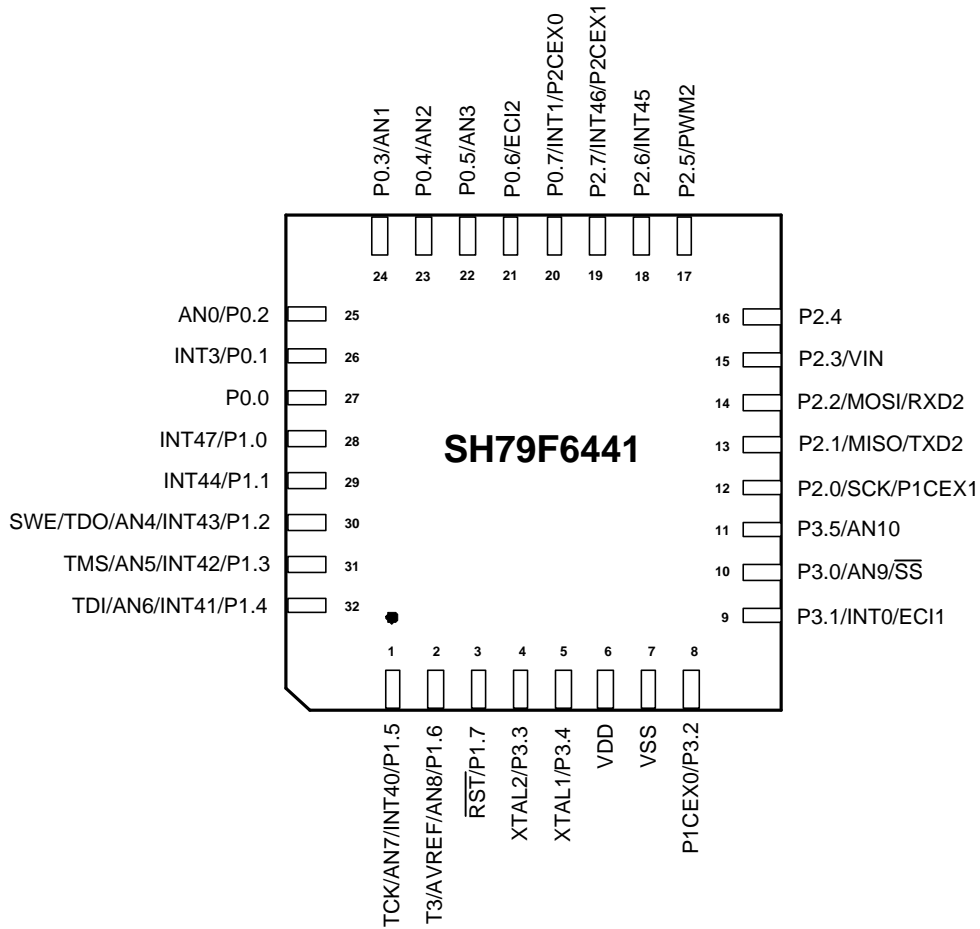 P0.3/AN1
P0.4/AN2
P0.5/AN3
P0.6/ECI2
P0.7/INT1/P2CEX0
P2.7/INT46/P2CEX1
P2.6/INT45
P2.5/PWM2
24
23
22
21
20
19
18
17
AN0/P0.2
25
INT3/P0.1
26
P0.0
27
INT47/P1.0
28
INT44/P1.1
29
SWE/TDO/AN4/INT43/P1.2
30
TMS/AN5/INT42/P1.3
31
TDI/AN6/INT41/P1.4
32
SH79F6441
16
P2.4
15
P2.3/VIN
14
P2.2/MOSI/RXD2
13
P2.1/MISO/TXD2
12
P2.0/SCK/P1CEX1
11
P3.5/AN10
10
P3.0/AN9/S̅S̅
9
P3.1/INT0/ECI1
1
2
3
4
5
6
7
8
TCK/AN7/INT40/P1.5
T3/AVREF/AN8/P1.6
R̅S̅T̅/P1.7
XTAL2/P3.3
XTAL1/P3.4
VDD
VSS
P1CEX0/P3.2